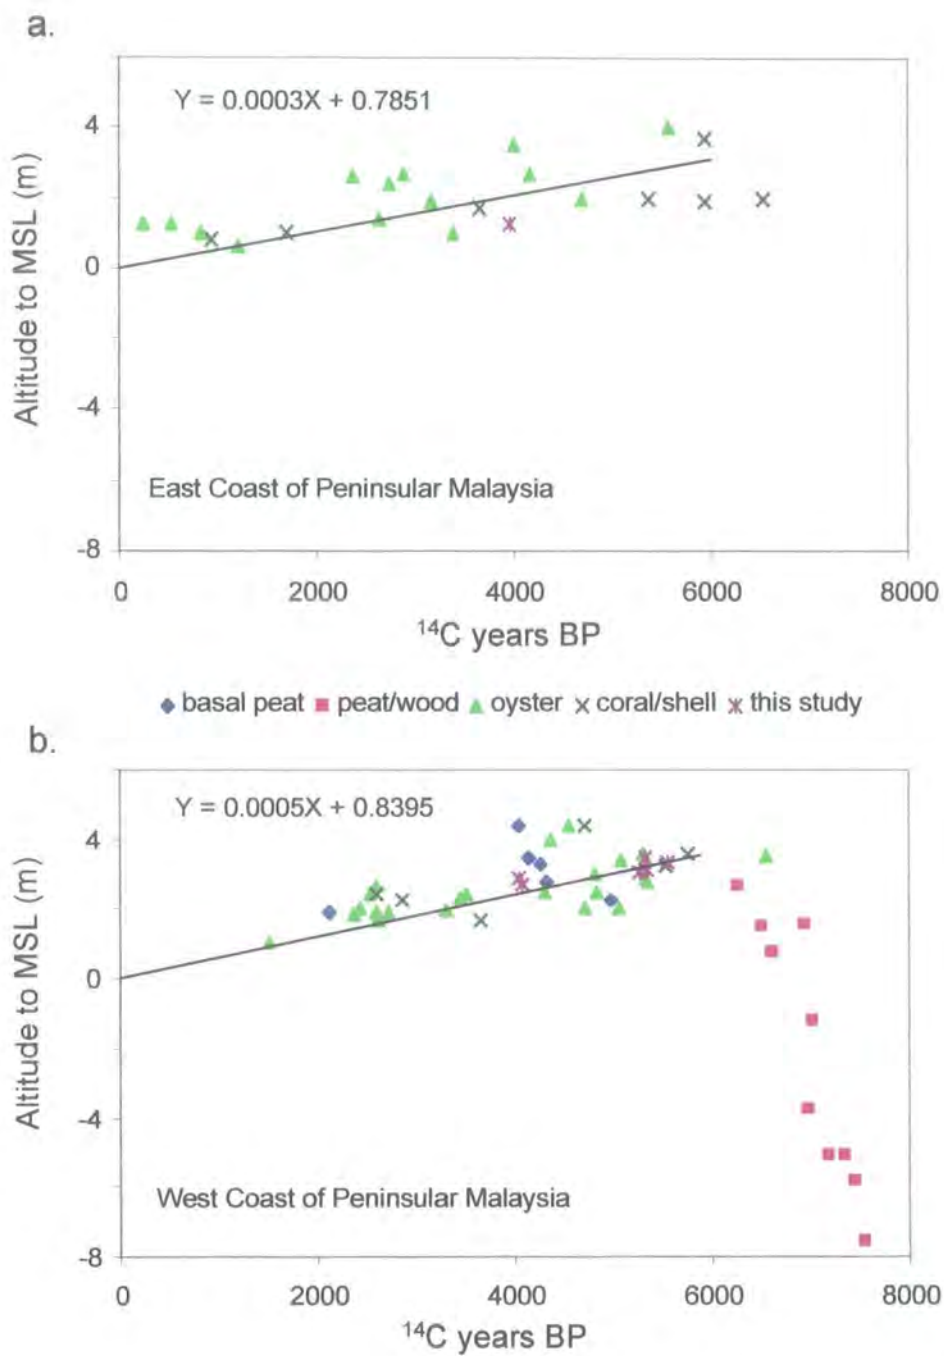 a.
Y = 0.0003X + 0.7851
4
0
-4
-8
Altitude to MSL (m)
East Coast of Peninsular Malaysia
0 2000 4000 6000 8000
¹⁴C years BP
basal peat peat/wood oyster coral/shell this study
b.
Y = 0.0005X + 0.8395
4
0
-4
-8
Altitude to MSL (m)
West Coast of Peninsular Malaysia
0 2000 4000 6000 8000
¹⁴C years BP